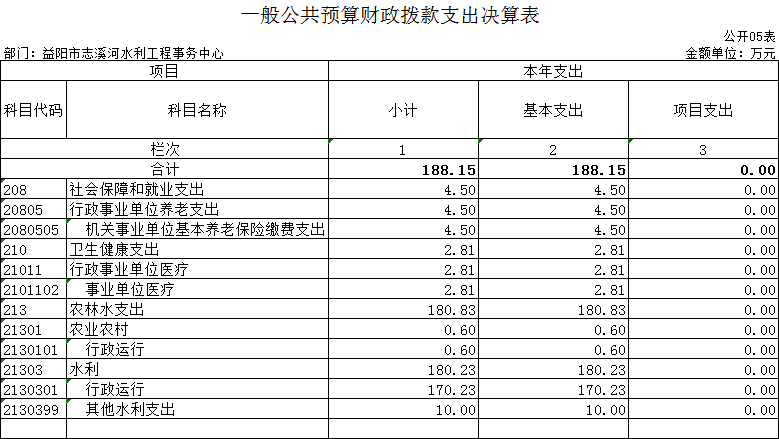 一般公共预算财政拨款支出决算表
公开05表
部门：益阳市志溪河水利工程事务中心 金额单位：万元
项目 本年支出
科目代码 科目名称 小计 基本支出 项目支出
栏次 1 2 3
合计 188.15 188.15 0.00
208 社会保障和就业支出 4.50 4.50 0.00
20805 行政事业单位养老支出 4.50 4.50 0.00
2080505 机关事业单位基本养老保险缴费支出 4.50 4.50 0.00
210 卫生健康支出 2.81 2.81 0.00
21011 行政事业单位医疗 2.81 2.81 0.00
2101102 事业单位医疗 2.81 2.81 0.00
213 农林水支出 180.83 180.83 0.00
21301 农业农村 0.60 0.60 0.00
2130101 行政运行 0.60 0.60 0.00
21303 水利 180.23 180.23 0.00
2130301 行政运行 170.23 170.23 0.00
2130399 其他水利支出 10.00 10.00 0.00